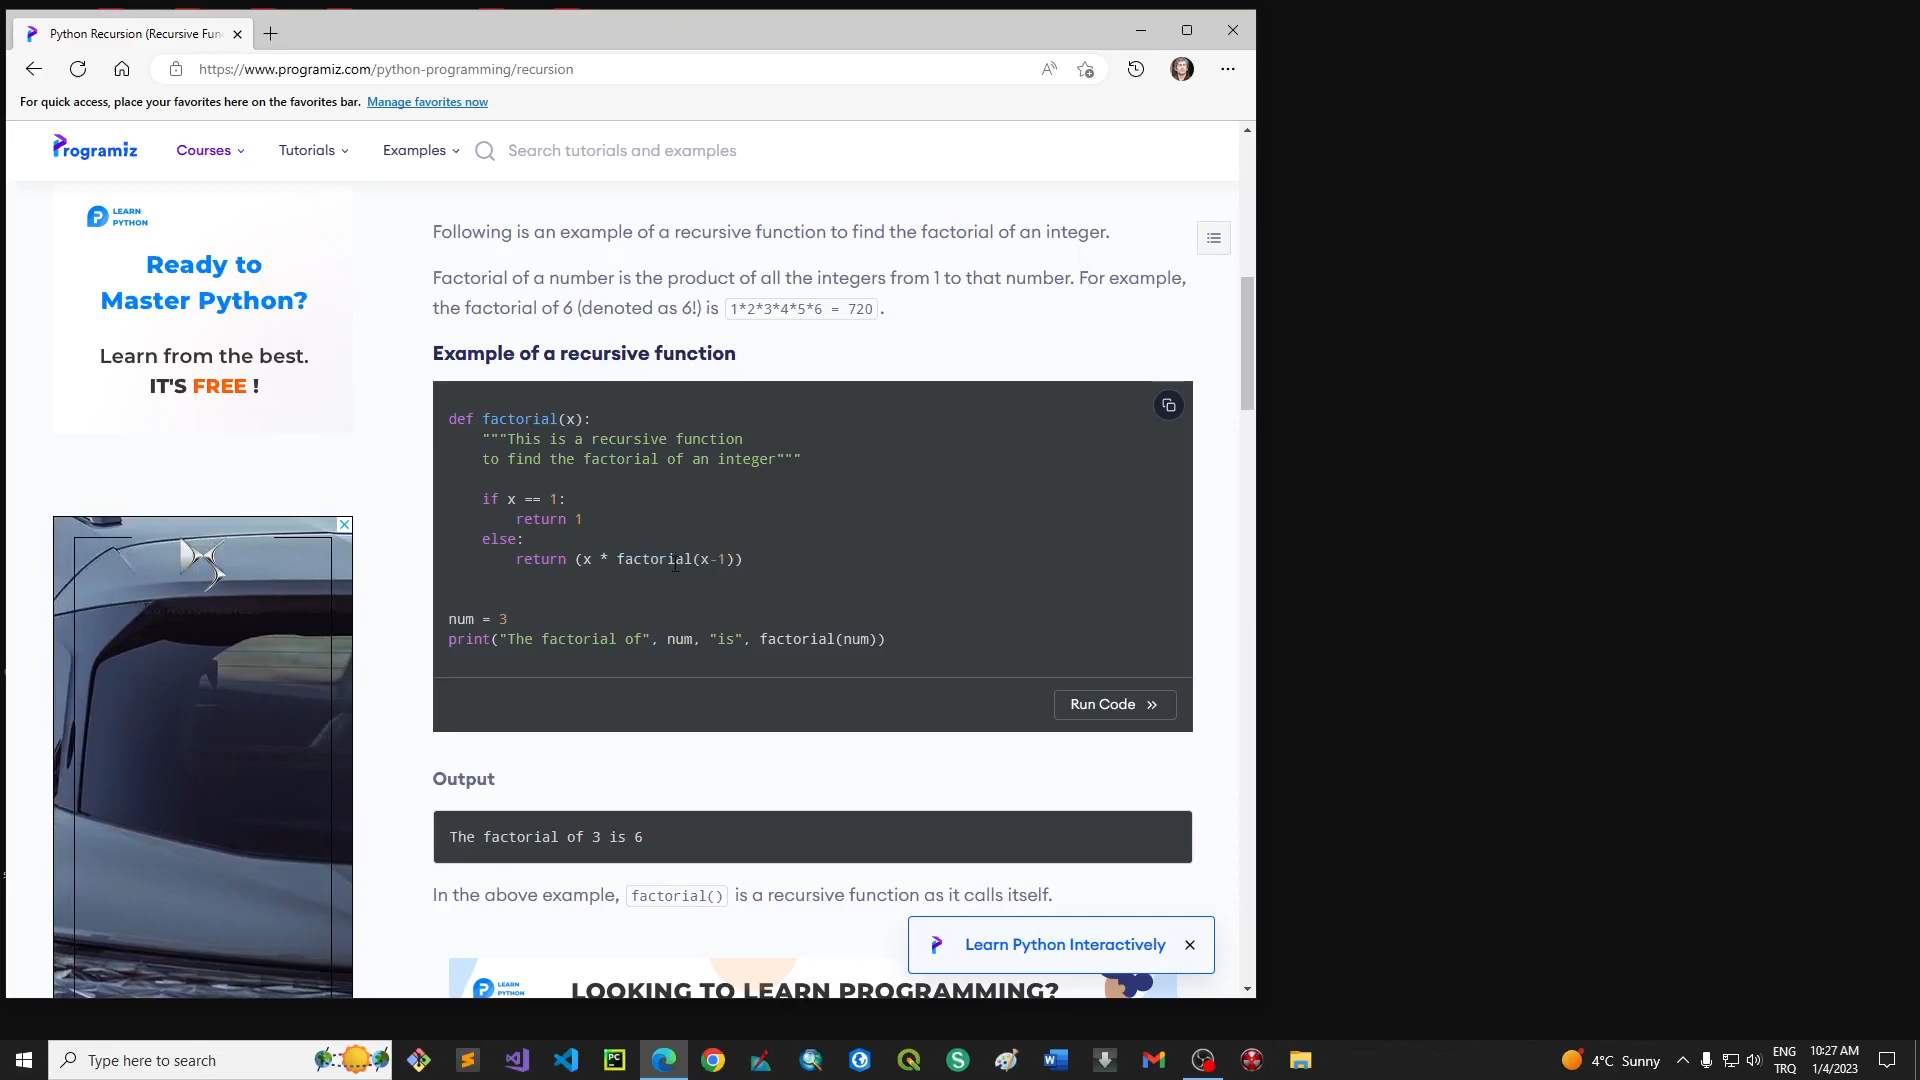 Python Recursion (Recursive Fun
https://www.programiz.com/python-programming/recursion
For quick access, place your favorites here on the favorites bar. Manage favorites now
Programiz
Courses
Tutorials
Examples
Search tutorials and examples
LEARN
PYTHON
Ready to
Master Python?
Learn from the best.
IT'S FREE !
Following is an example of a recursive function to find the factorial of an integer.
Factorial of a number is the product of all the integers from 1 to that number. For example,
the factorial of 6 (denoted as 6!) is 1*2*3*4*5*6 = 720 .
Example of a recursive function
def factorial(x):
    """This is a recursive function
    to find the factorial of an integer"""
    if x == 1:
        return 1
    else:
        return (x * factorial(x-1))
num = 3
print("The factorial of", num, "is", factorial(num))
Run Code »
Output
The factorial of 3 is 6
In the above example, factorial() is a recursive function as it calls itself.
Learn Python Interactively
LEARN
PYTHON
LOOKING TO LEARN PROGRAMMING?
Type here to search
PC
S
4°C Sunny
ENG
TRQ
10:27 AM
1/4/2023